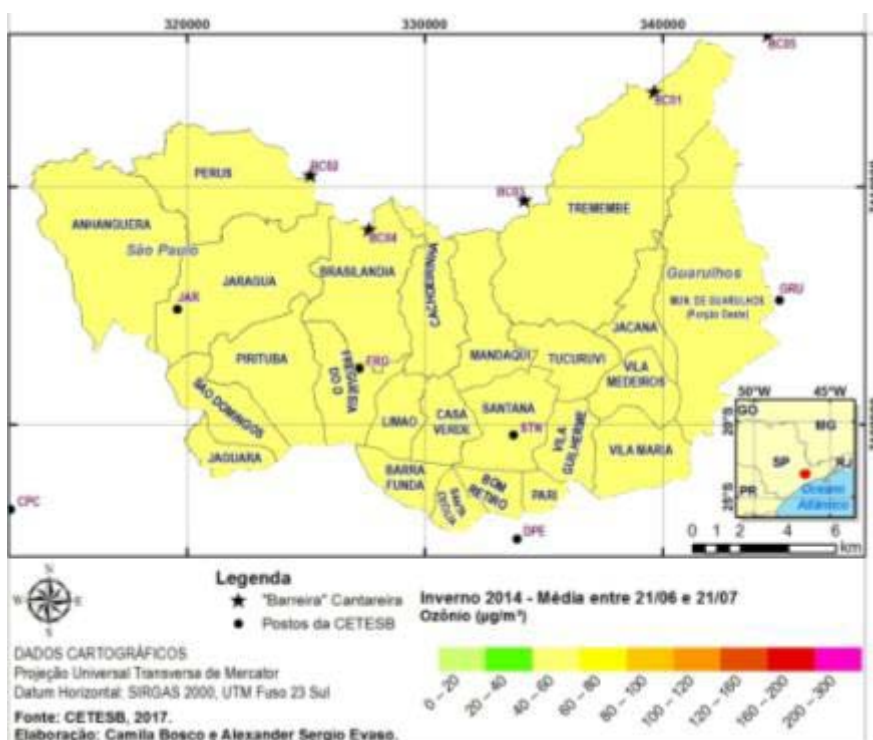 320000 330000 340000
BC05
BC01
BC02
PERUS
BC03
TREMEMBE
ANHANGUERA
BC04
São Paulo
BRASILANDIA
CACHOEIRINHA
Guarulhos
JARAGUA
MUN. DE GUARULHOS
(Porção Oeste)
GRU
JAR
JACANA
PIRITUBA
FREGUESIA
DO O
FRO
MANDAQUI
TUCURUVI
VILA
MEDEIROS
SAO DOMINGOS
LIMAO
CASA
VERDE
SANTANA
STN
VILA
GUILHERME
VILA MARIA
JAGUARA
BARRA
FUNDA
SANTA
CECILIA
BOM
RETIRO
PARI
CPC
DPE
50°W 45°W
GO
MG
20°S
SP
RJ
PR
25°S
Oceano
Atlântico
0 1 2 4 6
km
N
W E
S
Legenda
"Barreira" Cantareira
Postos da CETESB
Inverno 2014 - Média entre 21/06 e 21/07
Ozônio (µg/m³)
0 – 20
20 – 40
40 – 60
60 – 80
80 – 100
100 – 120
120 – 160
160 – 200
200 – 300
DADOS CARTOGRÁFICOS
Projeção Universal Transversa de Mercator
Datum Horizontal: SIRGAS 2000, UTM Fuso 23 Sul
Fonte: CETESB, 2017.
Elaboração: Camila Bosco e Alexander Sergio Evaso.